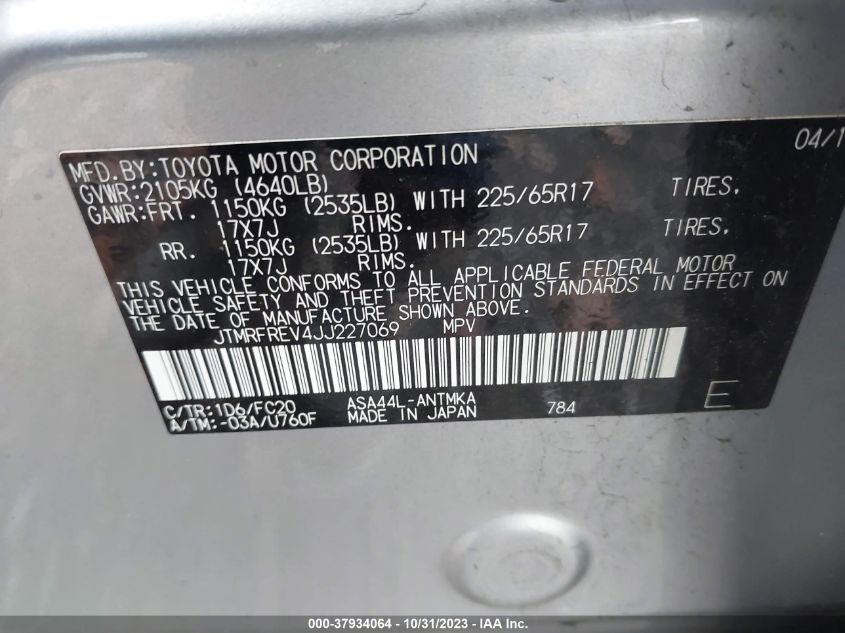 04/1
MFD.BY:TOYOTA MOTOR CORPORATION
GVWR:2105KG (4640LB)
GAWR:FRT. 1150KG (2535LB) WITH 225/65R17 TIRES,
17X7J RIMS.
RR. 1150KG (2535LB) WITH 225/65R17 TIRES,
17X7J RIMS.
THIS VEHICLE CONFORMS TO ALL APPLICABLE FEDERAL MOTOR
VEHICLE SAFETY AND THEFT PREVENTION STANDARDS IN EFFECT ON
THE DATE OF MANUFACTURE SHOWN ABOVE.
JTMRFREV4JJ227069 MPV
C/TR:1D6/FC20 ASA44L-ANTMKA 784 E
A/TM:-03A/U760F MADE IN JAPAN
000-37934064 - 10/31/2023 - IAA Inc.